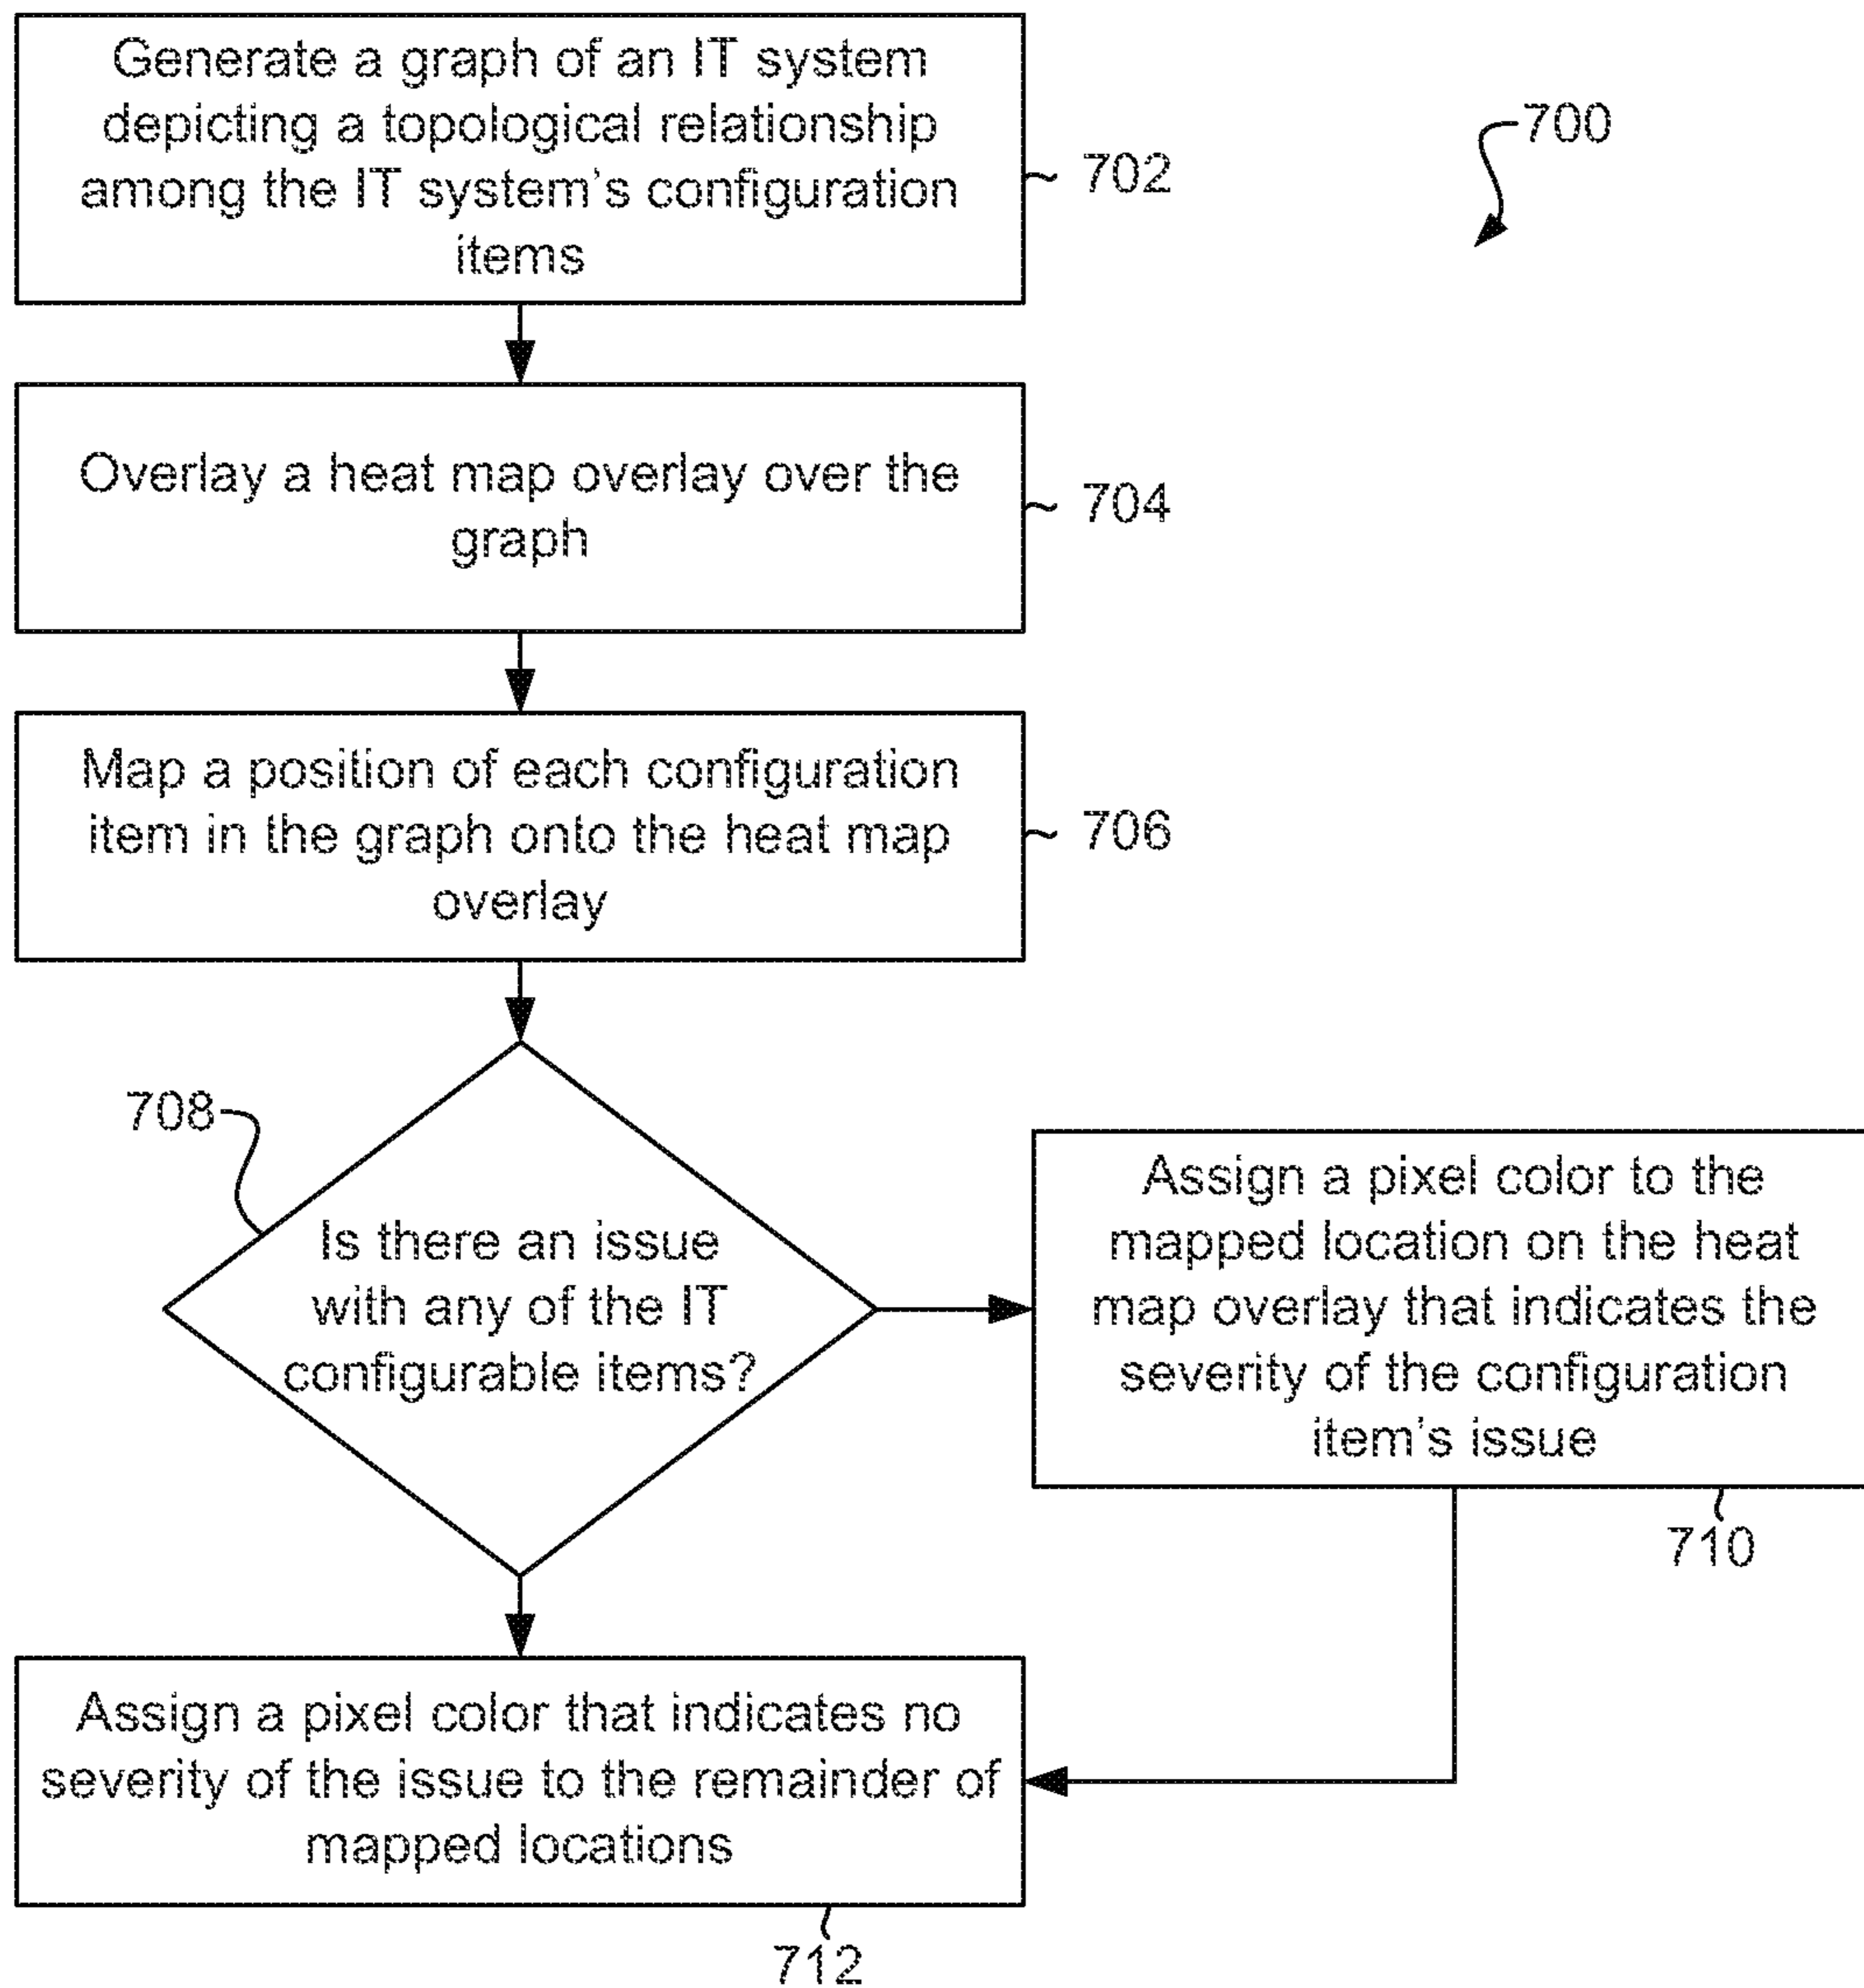 Generate a graph of an IT system
depicting a topological relationship
among the IT system's configuration
items
702
700
Overlay a heat map overlay over the
graph
704
Map a position of each configuration
item in the graph onto the heat map
overlay
706
708
Is there an issue
with any of the IT
configurable items?
Assign a pixel color to the
mapped location on the heat
map overlay that indicates the
severity of the configuration
item's issue
710
Assign a pixel color that indicates no
severity of the issue to the remainder of
mapped locations
712